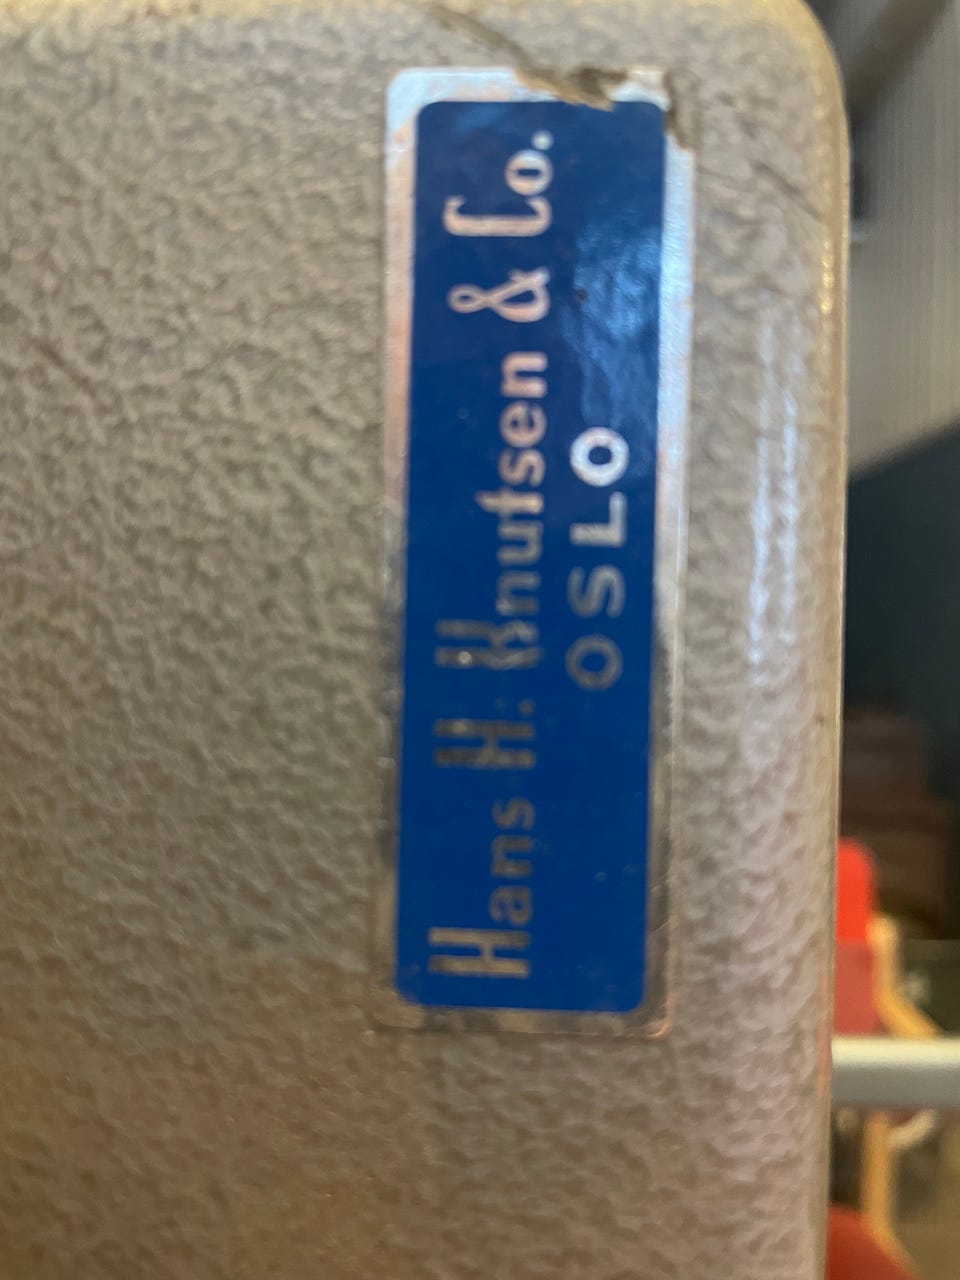 Hans H. Knutsen & Co.
OSLO